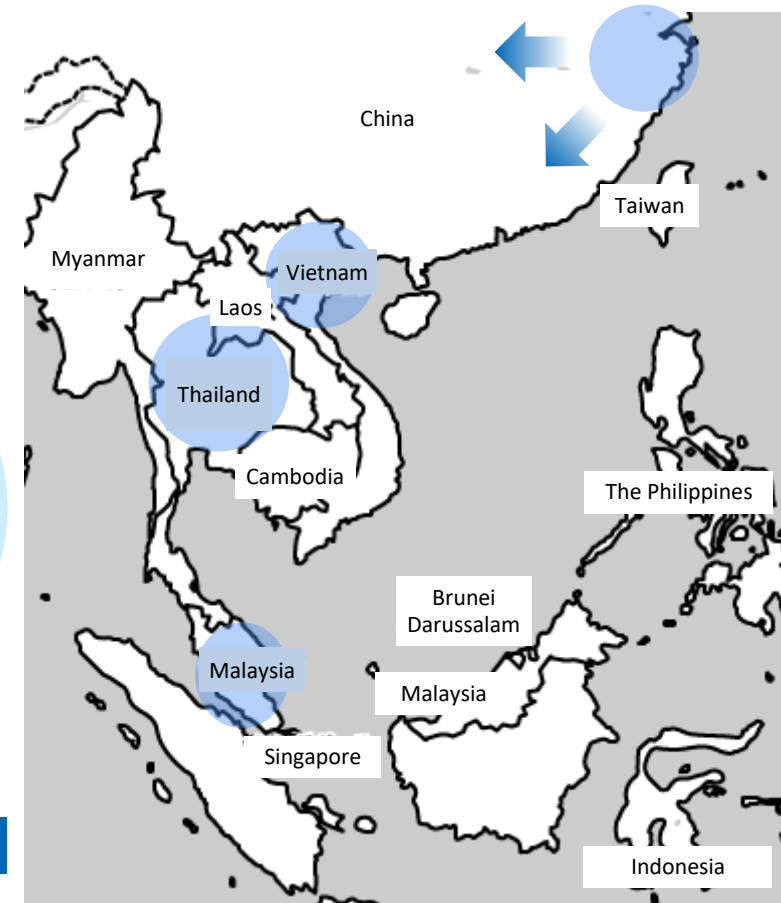 China
Taiwan
Myanmar
Vietnam
Laos
Thailand
Cambodia
The Philippines
Brunei
Darussalam
Malaysia
Malaysia
Singapore
Indonesia